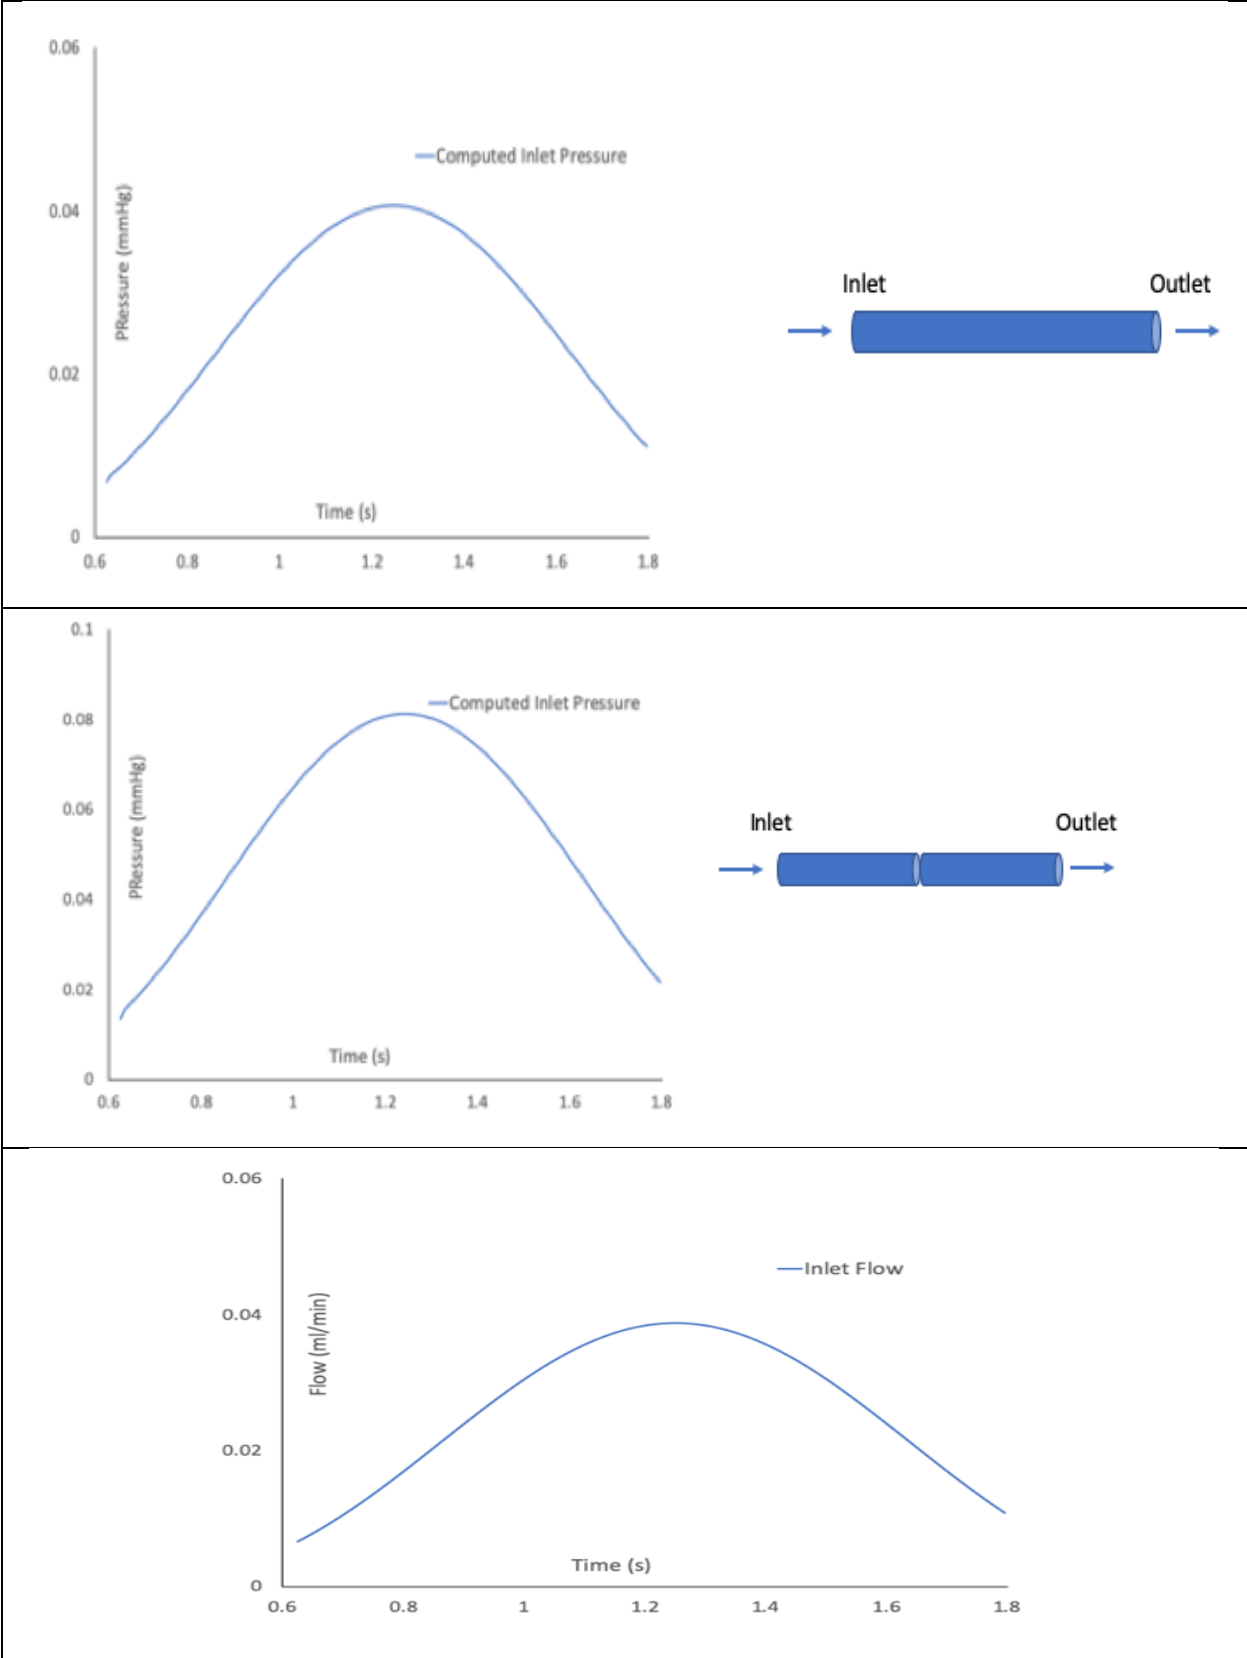 0.06
Computed Inlet Pressure
0.04
PRessure (mmHg)
Inlet Outlet
0.02
Time (s)
0
0.6 0.8 1 1.2 1.4 1.6 1.8
0.1
Computed Inlet Pressure
0.08
PRessure (mmHg)
0.06
Inlet Outlet
0.04
0.02
Time (s)
0
0.6 0.8 1 1.2 1.4 1.6 1.8
0.06
Inlet Flow
0.04
Flow (ml/min)
0.02
Time (s)
0
0.6 0.8 1 1.2 1.4 1.6 1.8